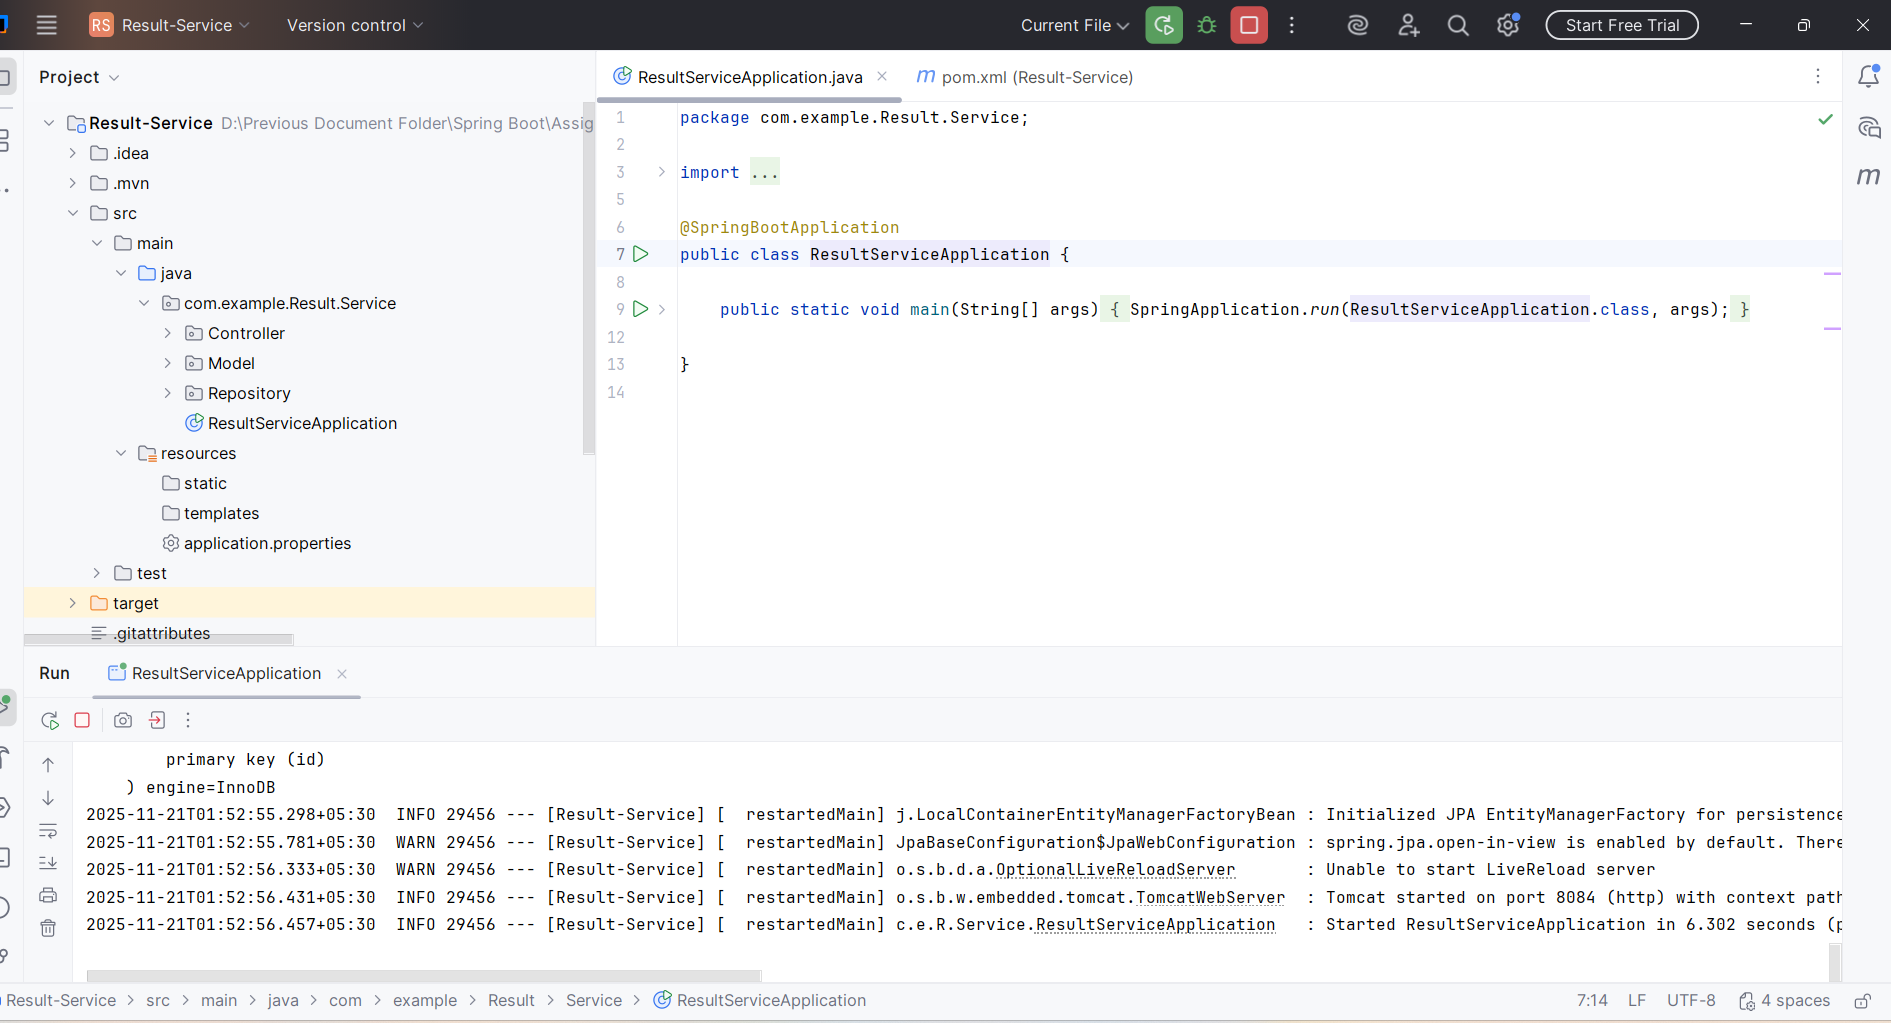 RS Result-Service Version control Current File Start Free Trial
Project
ResultServiceApplication.java
m pom.xml (Result-Service)
Result-Service D:\Previous Document Folder\Spring Boot\Assig
.idea
.mvn
src
main
java
com.example.Result.Service
Controller
Model
Repository
ResultServiceApplication
resources
static
templates
application.properties
test
target
.gitattributes
1 package com.example.Result.Service;
2
3 import ...
5
6 @SpringBootApplication
7 public class ResultServiceApplication {
8
9 public static void main(String[] args) { SpringApplication.run(ResultServiceApplication.class, args); }
12
13 }
14
m
Run ResultServiceApplication
primary key (id)
) engine=InnoDB
2025-11-21T01:52:55.298+05:30 INFO 29456 --- [Result-Service] [ restartedMain] j.LocalContainerEntityManagerFactoryBean : Initialized JPA EntityManagerFactory for persistence
2025-11-21T01:52:55.781+05:30 WARN 29456 --- [Result-Service] [ restartedMain] JpaBaseConfiguration$JpaWebConfiguration : spring.jpa.open-in-view is enabled by default. There
2025-11-21T01:52:56.333+05:30 WARN 29456 --- [Result-Service] [ restartedMain] o.s.b.d.a.OptionalLiveReloadServer : Unable to start LiveReload server
2025-11-21T01:52:56.431+05:30 INFO 29456 --- [Result-Service] [ restartedMain] o.s.b.w.embedded.tomcat.TomcatWebServer : Tomcat started on port 8084 (http) with context path
2025-11-21T01:52:56.457+05:30 INFO 29456 --- [Result-Service] [ restartedMain] c.e.R.Service.ResultServiceApplication : Started ResultServiceApplication in 6.302 seconds (p
Result-Service > src > main > java > com > example > Result > Service > ResultServiceApplication 7:14 LF UTF-8 4 spaces